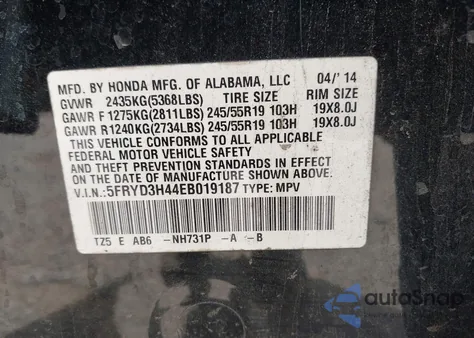 MFD. BY HONDA MFG. OF ALABAMA, LLC 04/'14
GVWR 2435KG(5368LBS) TIRE SIZE RIM SIZE
GAWR F 1275KG(2811LBS) 245/55R19 103H 19X8.0J
GAWR R 1240KG(2734LBS) 245/55R19 103H 19X8.0J
THIS VEHICLE CONFORMS TO ALL APPLICABLE
FEDERAL MOTOR VEHICLE SAFETY
AND THEFT PREVENTION STANDARDS IN EFFECT
ON THE DATE OF MANUFACTURE SHOWN ABOVE.
V.I.N.: 5FRYD3H44EB019187 TYPE: MPV
TZ5 E AB6 -NH731P -A -B
autoSnap